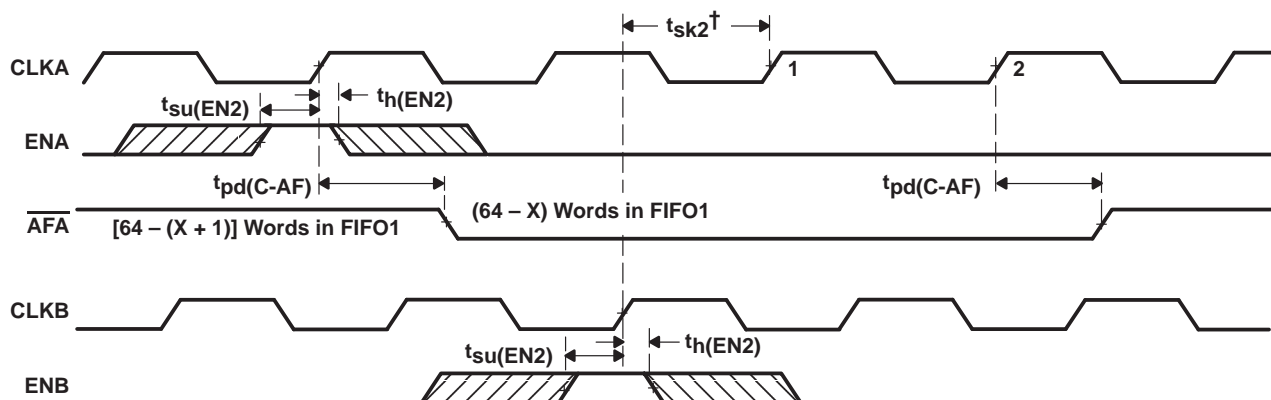 tsk2†
CLKA
1
2
tsu(EN2)
th(EN2)
ENA
tpd(C-AF)
tpd(C-AF)
AFA
[64 – (X + 1)] Words in FIFO1
(64 – X) Words in FIFO1
CLKB
tsu(EN2)
th(EN2)
ENB